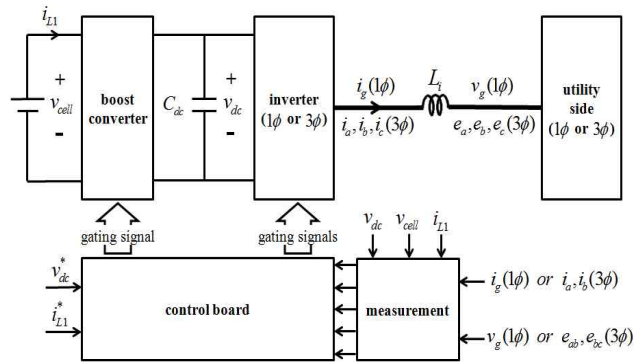 i_L1
+
v_cell
-
boost
converter
C_dc
+
v_dc
-
inverter
(1ϕ or 3ϕ)
i_g(1ϕ)
i_a,i_b,i_c(3ϕ)
L_i
v_g(1ϕ)
e_a,e_b,e_c(3ϕ)
utility
side
(1ϕ or 3ϕ)
gating signal
gating signals
v_dc
v_cell
i_L1
v*_dc
i*_L1
control board
measurement
i_g(1ϕ) or i_a,i_b(3ϕ)
v_g(1ϕ) or e_ab,e_bc(3ϕ)